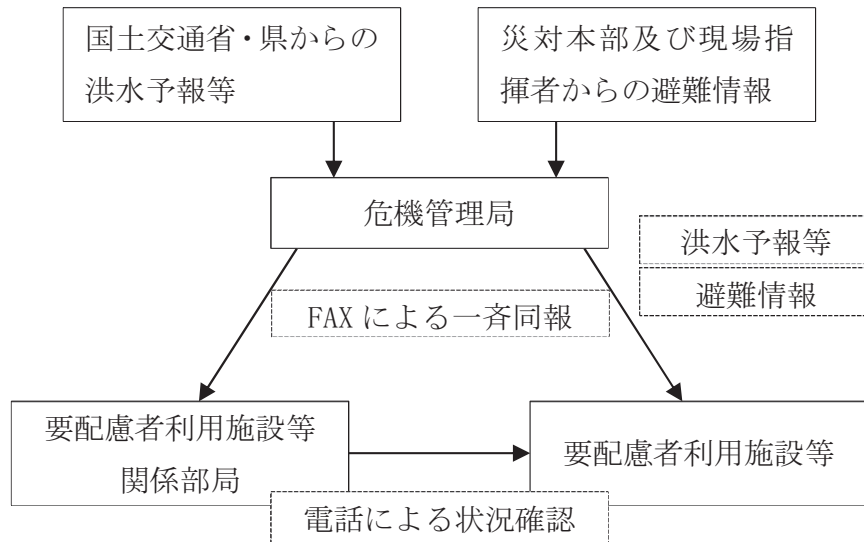 国土交通省・県からの
洪水予報等
災対本部及び現場指
揮者からの避難情報
危機管理局
洪水予報等
避難情報
FAX による一斉同報
要配慮者利用施設等
関係部局
要配慮者利用施設等
電話による状況確認